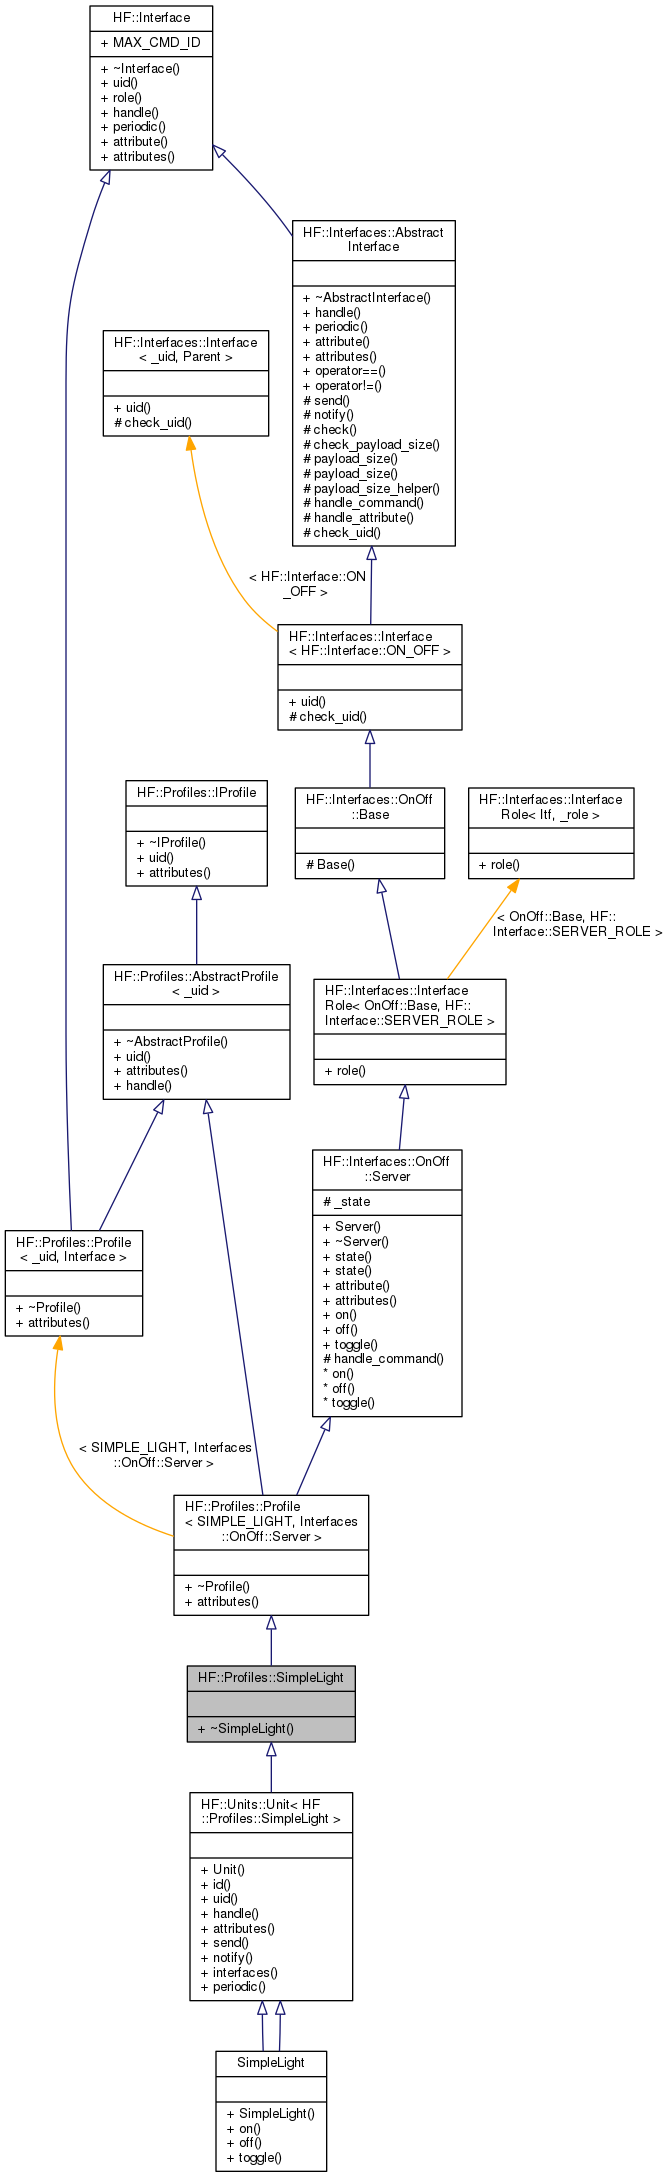 HF::Interface
+ MAX_CMD_ID
+ ~Interface()
+ uid()
+ role()
+ handle()
+ periodic()
+ attribute()
+ attributes()
HF::Interfaces::Abstract
Interface
+ ~AbstractInterface()
+ handle()
+ periodic()
+ attribute()
+ attributes()
+ operator==()
+ operator!=()
# send()
# notify()
# check()
# check_payload_size()
# payload_size()
# payload_size()
# payload_size_helper()
# handle_command()
# handle_attribute()
# check_uid()
HF::Interfaces::Interface
< _uid, Parent >
+ uid()
# check_uid()
< HF::Interface::ON
_OFF >
HF::Interfaces::Interface
< HF::Interface::ON_OFF >
+ uid()
# check_uid()
HF::Profiles::IProfile
+ ~IProfile()
+ uid()
+ attributes()
HF::Interfaces::OnOff
::Base
# Base()
HF::Interfaces::Interface
Role< Itf, _role >
+ role()
< OnOff::Base, HF::
Interface::SERVER_ROLE >
HF::Profiles::AbstractProfile
< _uid >
+ ~AbstractProfile()
+ uid()
+ attributes()
+ handle()
HF::Interfaces::Interface
Role< OnOff::Base, HF::
Interface::SERVER_ROLE >
+ role()
HF::Interfaces::OnOff
::Server
# _state
+ Server()
+ ~Server()
+ state()
+ state()
+ attribute()
+ attributes()
+ on()
+ off()
+ toggle()
# handle_command()
* on()
* off()
* toggle()
HF::Profiles::Profile
< _uid, Interface >
+ ~Profile()
+ attributes()
< SIMPLE_LIGHT, Interfaces
::OnOff::Server >
HF::Profiles::Profile
< SIMPLE_LIGHT, Interfaces
::OnOff::Server >
+ ~Profile()
+ attributes()
HF::Profiles::SimpleLight
+ ~SimpleLight()
HF::Units::Unit< HF
::Profiles::SimpleLight >
+ Unit()
+ id()
+ uid()
+ handle()
+ attributes()
+ send()
+ notify()
+ interfaces()
+ periodic()
SimpleLight
+ SimpleLight()
+ on()
+ off()
+ toggle()